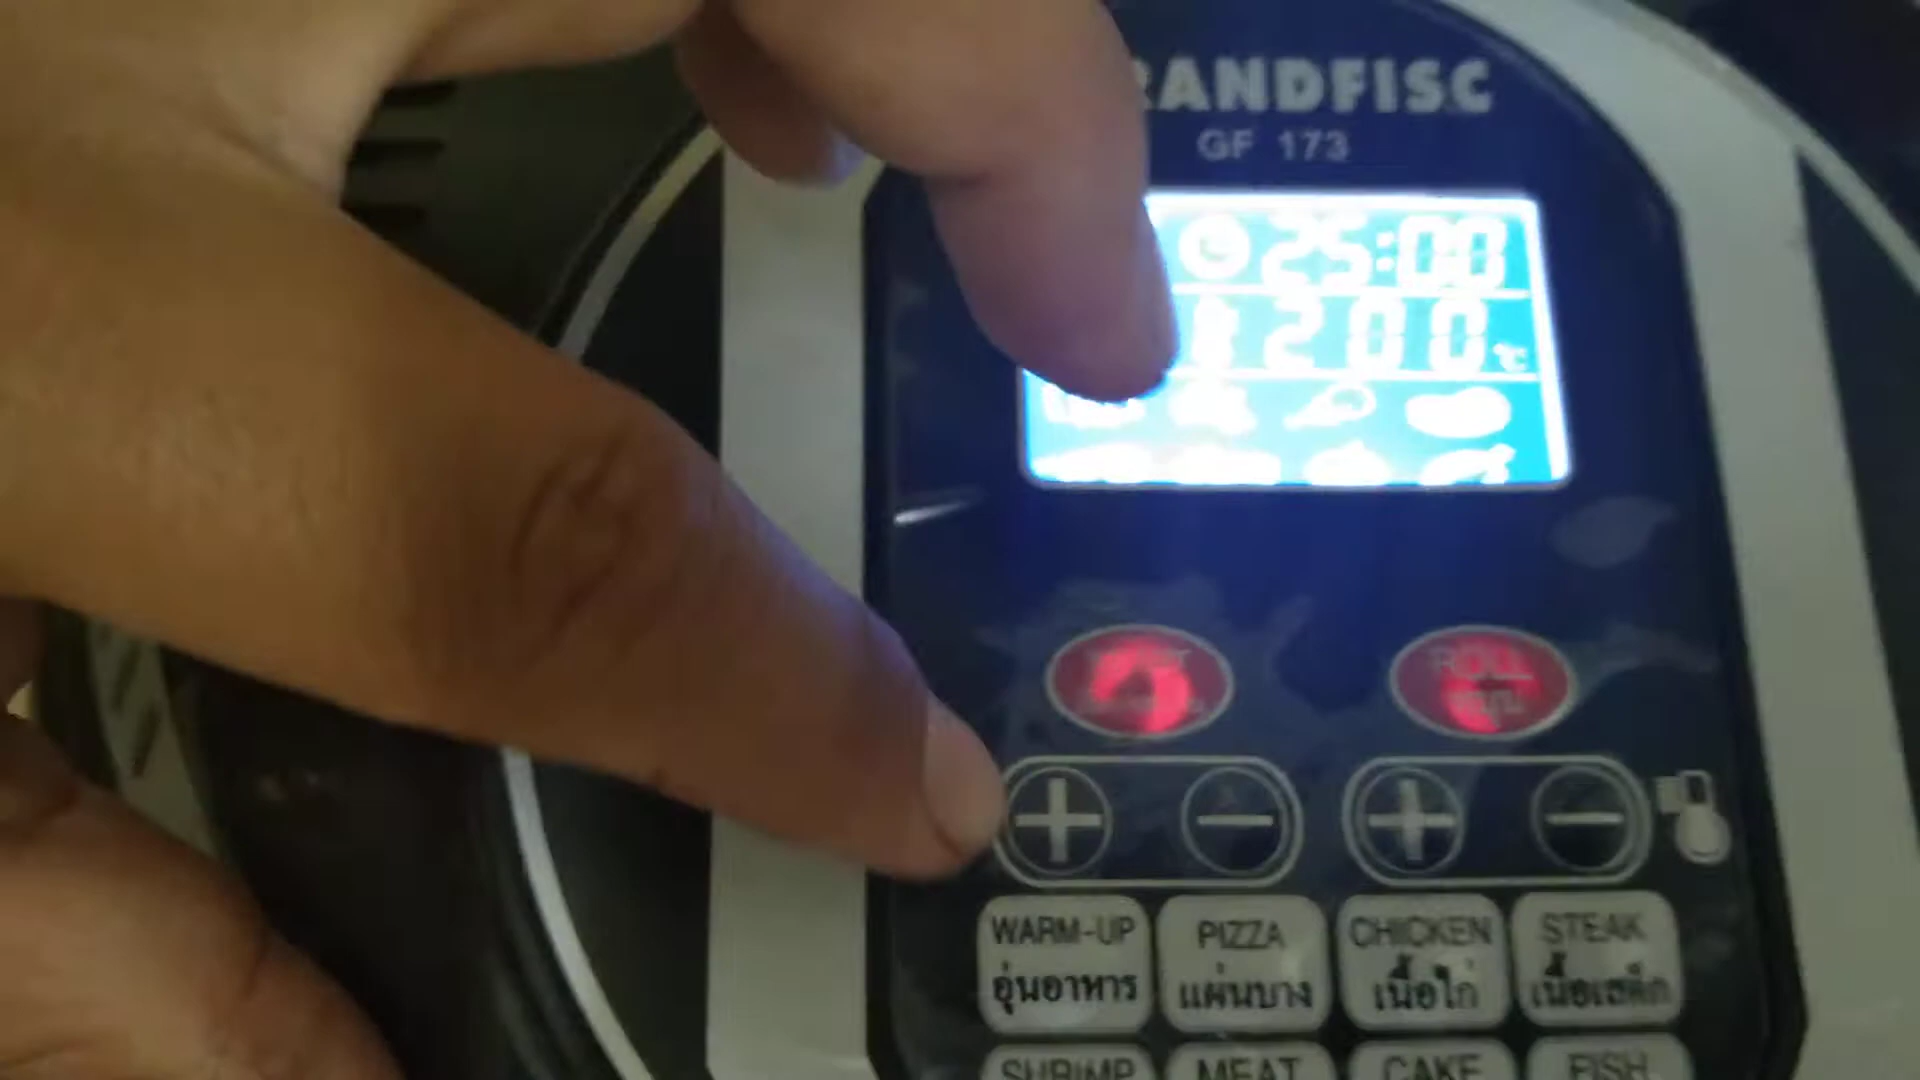 RANDFISC
GF 173
25:00
200 °C
ROLL
WARM-UP
อุ่นอาหาร
PIZZA
แผ่นบาง
CHICKEN
เนื้อไก่
STEAK
เนื้อเสต็ก
SHRIMP
MEAT
CAKE
FISH